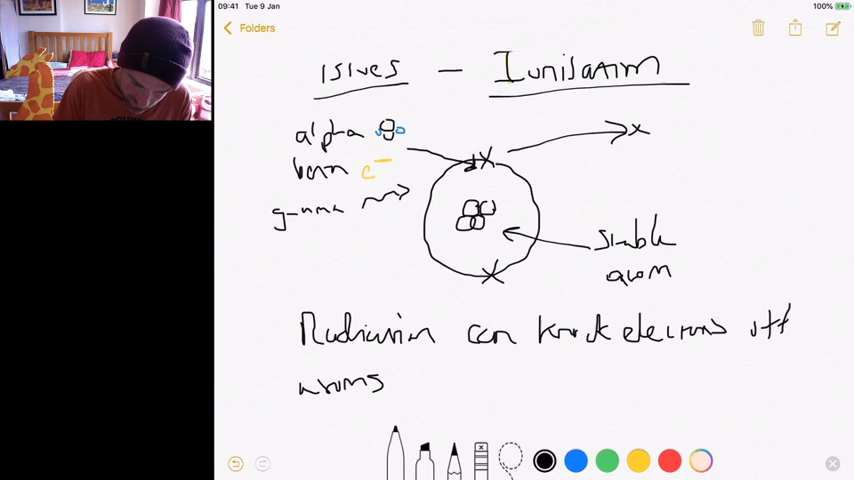 09:41 Tue 9 Jan
100%
Folders
issues - Ionisation
alpha
beta e-
gamma
stable
atom
Radiation can knock electrons off
atoms